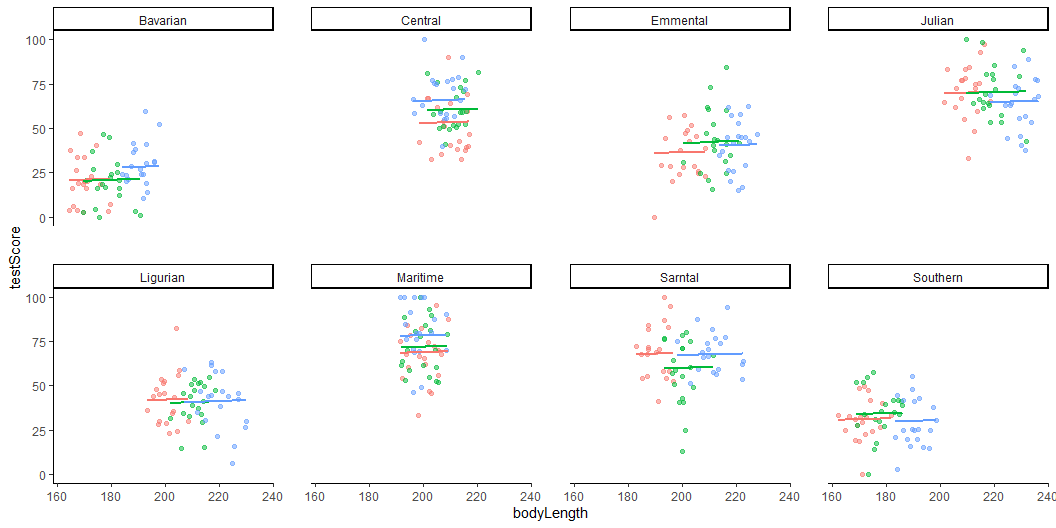 Bavarian Central Emmental Julian
100
75
50
25
0
testScore
Ligurian Maritime Sarntal Southern
100
75
50
25
0
160 180 200 220 240 160 180 200 220 240 160 180 200 220 240 160 180 200 220 240
bodyLength